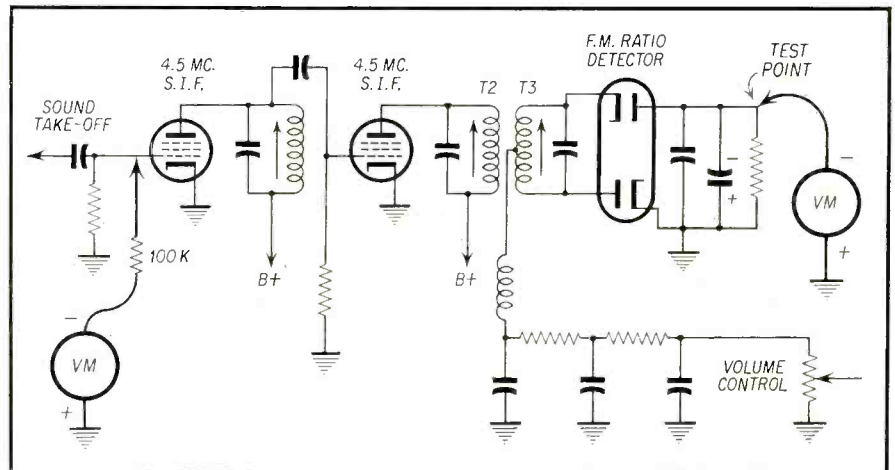 4.5 MC.
S.I.F.
SOUND
TAKE-OFF
100 K
VM
B+
4.5 MC.
S.I.F.
T2 T3
B+
F.M. RATIO
DETECTOR
TEST
POINT
VM
VOLUME
CONTROL